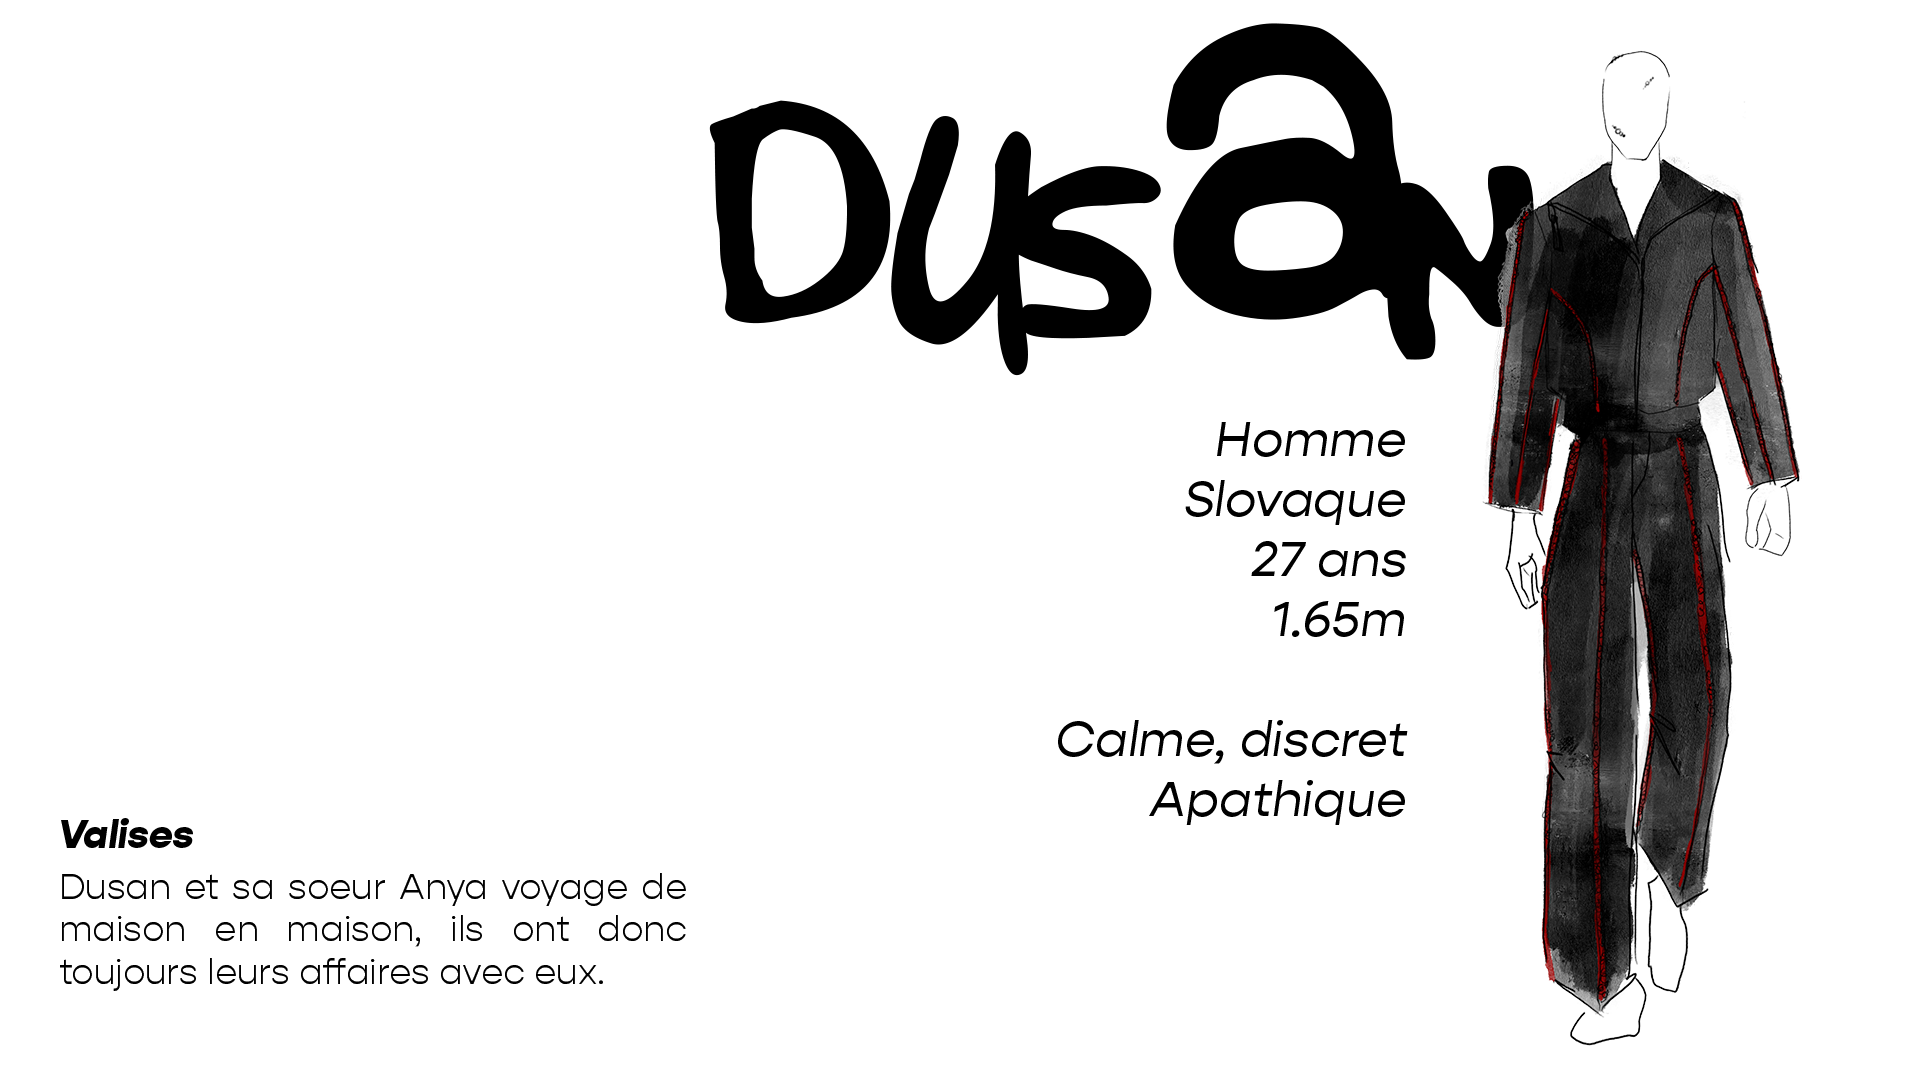 Dusan
Homme
Slovaque
27 ans
1.65m
Calme, discret
Apathique
Valises
Dusan et sa soeur Anya voyage de
maison en maison, ils ont donc
toujours leurs affaires avec eux.